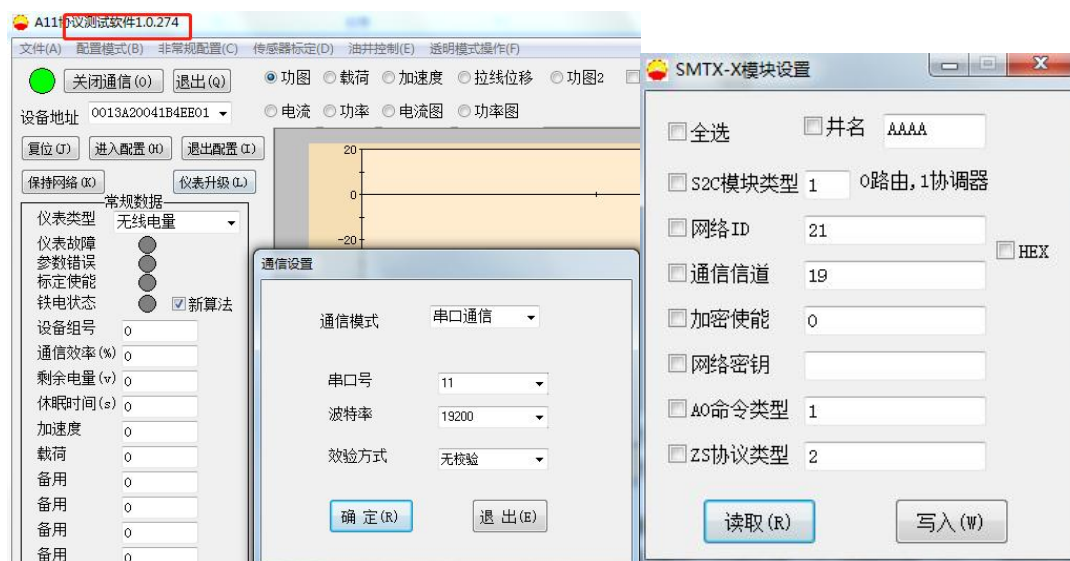 A11协议测试软件1.0.274
文件(A) 配置模式(B) 非常规配置(C) 传感器标定(D) 油井控制(E) 透明模式操作(F)
关闭通信(O) 退出(Q)
功图 载荷 加速度 拉线位移 功图2
设备地址 0013A20041B4EE01
电流 功率 电流图 功率图
复位(J) 进入配置(H) 退出配置(I)
保持网络(K) 仪表升级(L)
常规数据
仪表类型 无线电量
仪表故障
参数错误
标定使能
铁电状态 新算法
设备组号 0
通信效率(%) 0
剩余电量(v) 0
休眠时间(s) 0
加速度 0
载荷 0
备用 0
备用 0
备用 0
备用 0
20
0
-20
通信设置
通信模式 串口通信
串口号 11
波特率 19200
效验方式 无校验
确 定(R) 退 出(E)
SMTX-X模块设置
全选 井名 AAAA
S2C模块类型 1 0路由,1协调器
网络ID 21
HEX
通信信道 19
加密使能 0
网络密钥
AO命令类型 1
ZS协议类型 2
读取(R) 写入(W)